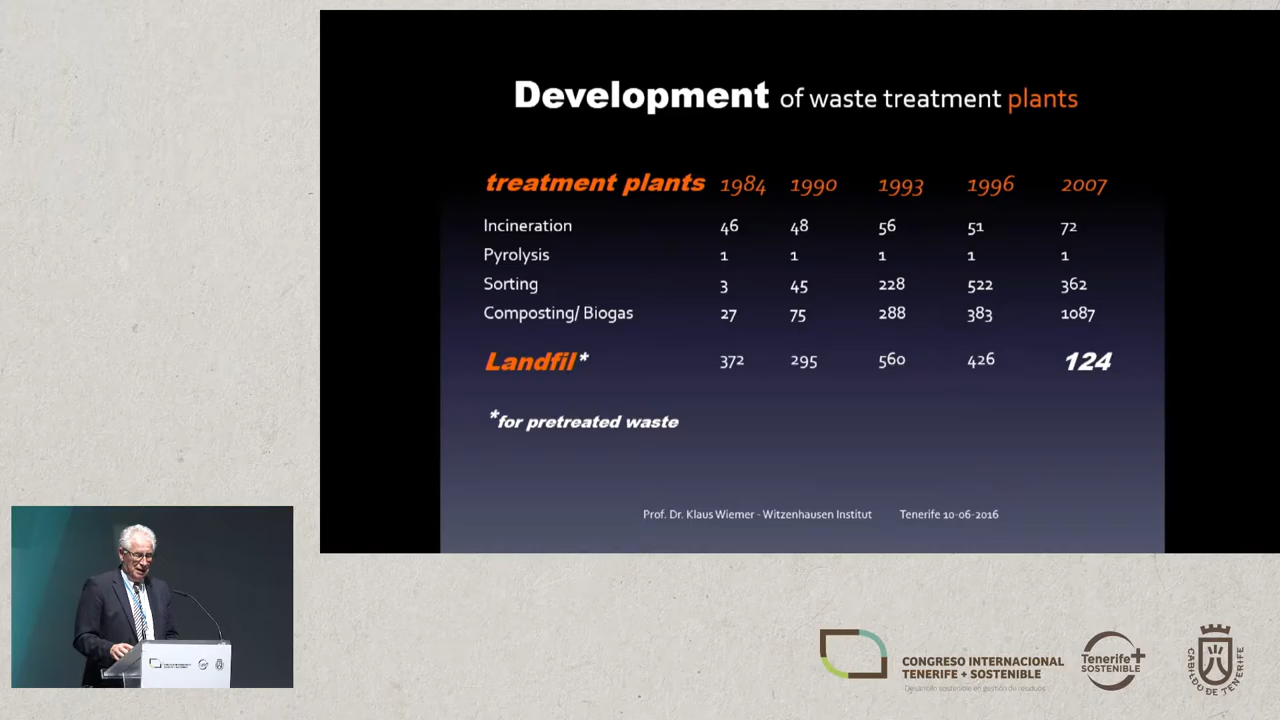 Development of waste treatment plants
treatment plants 1984 1990 1993 1996 2007
Incineration 46 48 56 51 72
Pyrolysis 1 1 1 1 1
Sorting 3 45 228 522 362
Composting/ Biogas 27 75 288 383 1087
Landfil* 372 295 560 426 124
*for pretreated waste
Prof. Dr. Klaus Wiemer - Witzenhausen Institut Tenerife 10-06-2016
CONGRESO INTERNACIONAL
TENERIFE + SOSTENIBLE
Desarrollo sostenible en gestión de residuos
Tenerife+
SOSTENIBLE
CABILDO DE TENERIFE